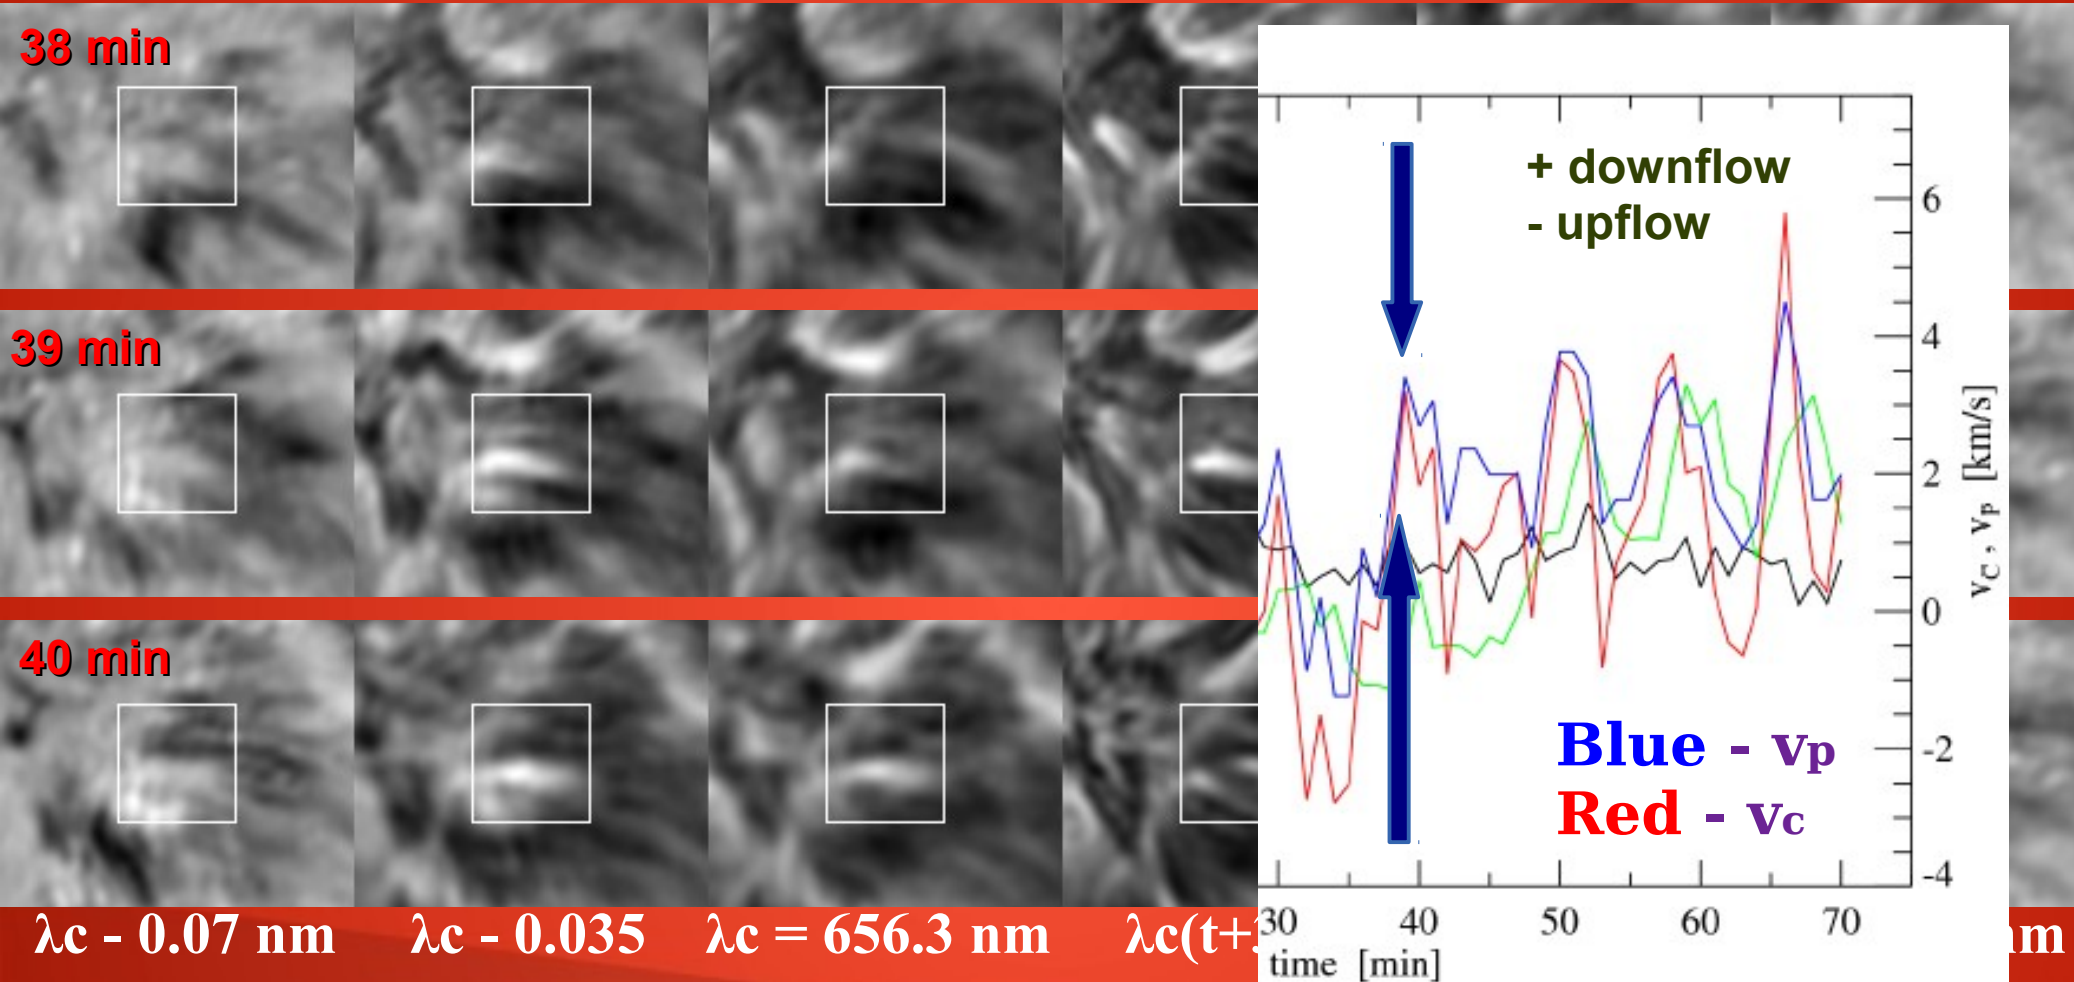 38 min
39 min
40 min
λc - 0.07 nm
λc - 0.035
λc = 656.3 nm
λc(t+
nm
+ downflow
- upflow
6
4
2
0
-2
-4
vC , vp [km/s]
Blue - vp
Red - vc
30 40 50 60 70
time [min]